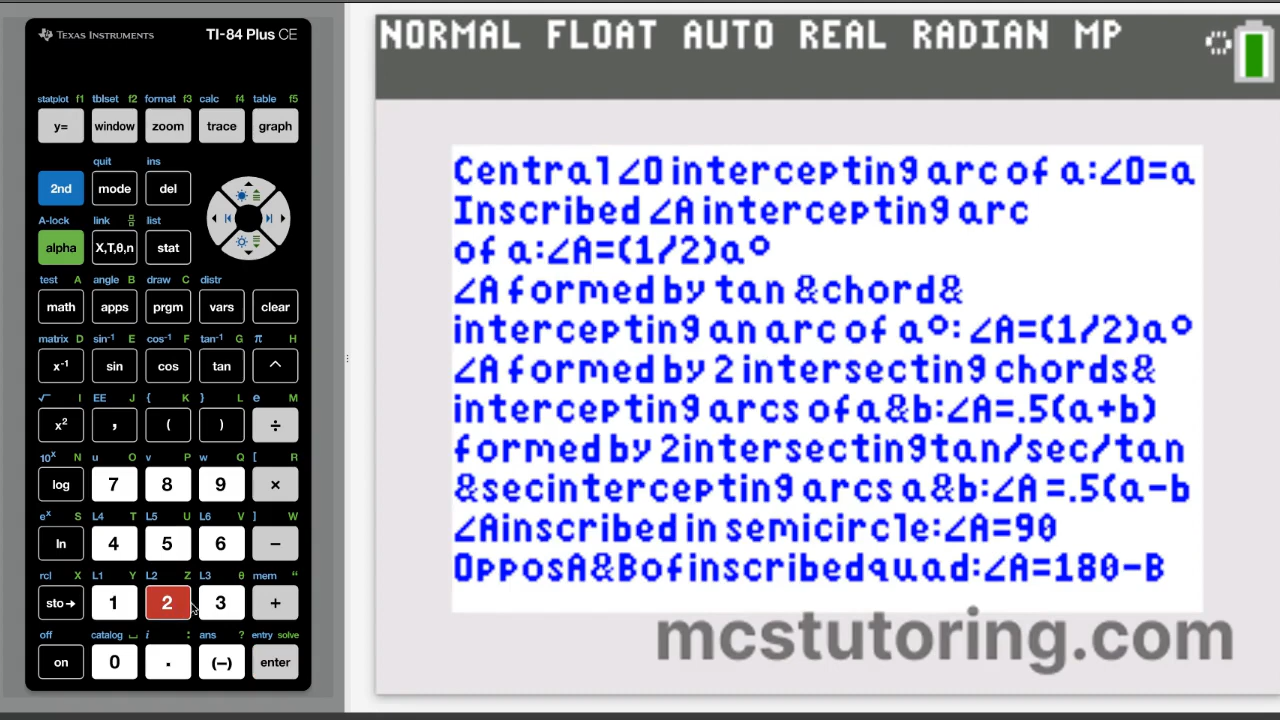 TEXAS INSTRUMENTS TI-84 Plus CE
statplot f1 tblset f2 format f3 calc f4 table f5
y= window zoom trace graph
quit ins
2nd mode del
A-lock link list
alpha X,T,θ,n stat
test A angle B draw C distr
math apps prgm vars clear
matrix D sin⁻¹ E cos⁻¹ F tan⁻¹ G π H
x⁻¹ sin cos tan ^
√ I EE J { K } L e M
x² , ( ) ÷
10ˣ N u O v P w Q [ R
log 7 8 9 ×
eˣ S L4 T L5 U L6 V ] W
ln 4 5 6 −
rcl X L1 Y L2 Z L3 θ mem “
sto→ 1 2 3 +
off catalog ␣ i : ans ? entry solve
on 0 . (−) enter
NORMAL FLOAT AUTO REAL RADIAN MP
Central∠O intercepting arc of a:∠O=a
Inscribed ∠A intercepting arc
of a:∠A=(1/2)a°
∠A formed by tan &chord&
intercepting an arc of a°: ∠A=(1/2)a°
∠A formed by 2 intersecting chords&
intercepting arcs of a&b:∠A=.5(a+b)
formed by 2intersectingtan/sec/tan
&secintercepting arcs a&b:∠A =.5(a-b
∠Ainscribed in semicircle:∠A=90
OpposA&Bofinscribedquad:∠A=180-B
mcstutoring.com